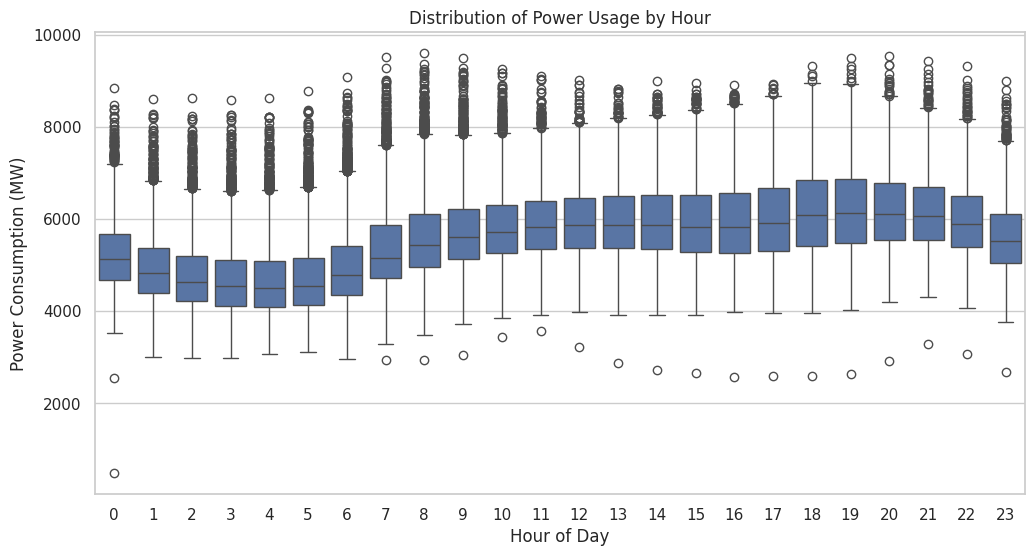 Distribution of Power Usage by Hour
Power Consumption (MW)
10000
8000
6000
4000
2000
0 1 2 3 4 5 6 7 8 9 10 11 12 13 14 15 16 17 18 19 20 21 22 23
Hour of Day